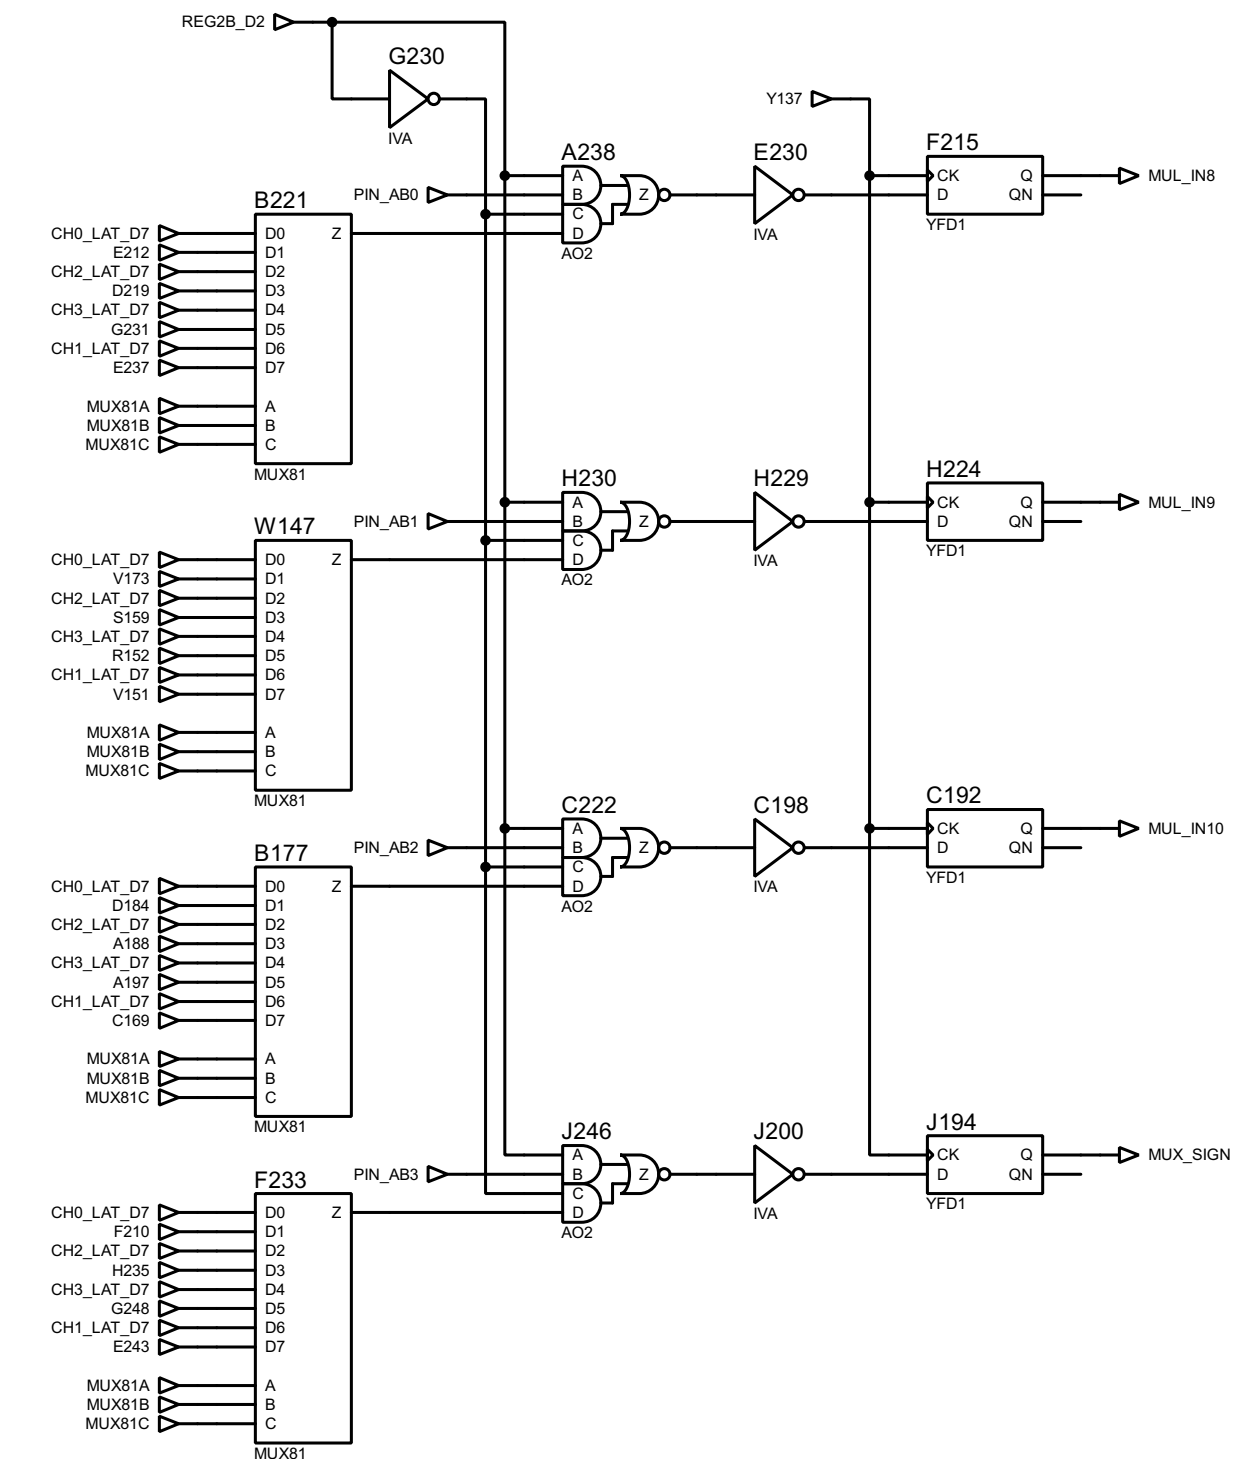 REG2B_D2
G230
IVA
Y137
A238
A
B
C
D
Z
AO2
PIN_AB0
E230
IVA
F215
CK
D
Q
QN
YFD1
MUL_IN8
B221
CH0_LAT_D7 D0 Z
E212 D1
CH2_LAT_D7 D2
D219 D3
CH3_LAT_D7 D4
G231 D5
CH1_LAT_D7 D6
E237 D7
MUX81A A
MUX81B B
MUX81C C
MUX81
H230
A
B
C
D
Z
AO2
PIN_AB1
H229
IVA
H224
CK
D
Q
QN
YFD1
MUL_IN9
W147
CH0_LAT_D7 D0 Z
V173 D1
CH2_LAT_D7 D2
S159 D3
CH3_LAT_D7 D4
R152 D5
CH1_LAT_D7 D6
V151 D7
MUX81A A
MUX81B B
MUX81C C
MUX81
C222
A
B
C
D
Z
AO2
PIN_AB2
C198
IVA
C192
CK
D
Q
QN
YFD1
MUL_IN10
B177
CH0_LAT_D7 D0 Z
D184 D1
CH2_LAT_D7 D2
A188 D3
CH3_LAT_D7 D4
A197 D5
CH1_LAT_D7 D6
C169 D7
MUX81A A
MUX81B B
MUX81C C
MUX81
J246
A
B
C
D
Z
AO2
PIN_AB3
J200
IVA
J194
CK
D
Q
QN
YFD1
MUX_SIGN
F233
CH0_LAT_D7 D0 Z
F210 D1
CH2_LAT_D7 D2
H235 D3
CH3_LAT_D7 D4
G248 D5
CH1_LAT_D7 D6
E243 D7
MUX81A A
MUX81B B
MUX81C C
MUX81